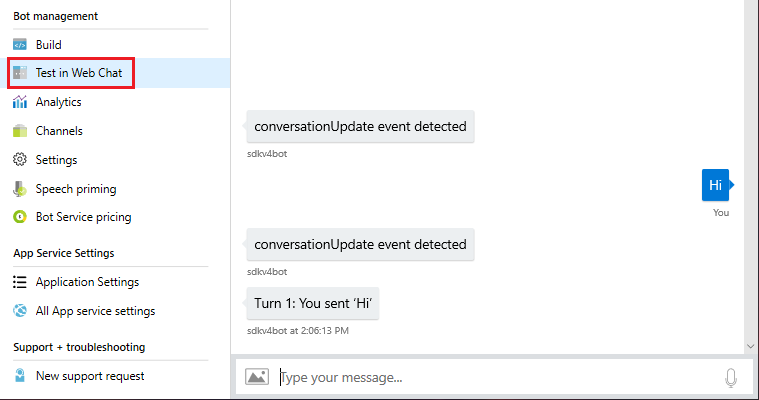 Bot management
Build
Test in Web Chat
Analytics
Channels
Settings
Speech priming
Bot Service pricing
App Service Settings
Application Settings
All App service settings
Support + troubleshooting
New support request
conversationUpdate event detected
sdkv4bot
Hi
You
conversationUpdate event detected
sdkv4bot
Turn 1: You sent ‘Hi’
sdkv4bot at 2:06:13 PM
Type your message...